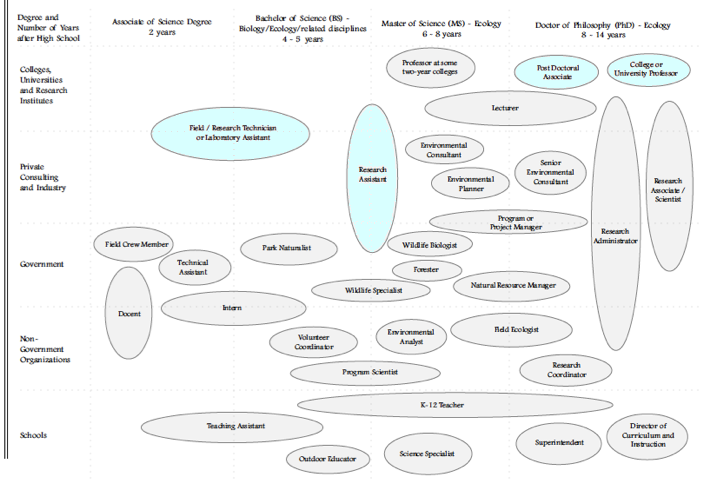 Degree and
Number of Years
after High School
Associate of Science Degree
2 years
Bachelor of Science (BS) -
Biology/Ecology/related disciplines
4 - 5 years
Master of Science (MS) - Ecology
6 - 8 years
Doctor of Philosophy (PhD) - Ecology
8 - 14 years
Colleges,
Universities
and Research
Institutes
Professor at some
two-year colleges
Post Doctoral
Associate
College or
University Professor
Lecturer
Field / Research Technician
or Laboratory Assistant
Private
Consulting
and Industry
Research
Assistant
Environmental
Consultant
Environmental
Planner
Senior
Environmental
Consultant
Research
Associate /
Scientist
Program or
Project Manager
Research
Administrator
Government
Field Crew Member
Technical
Assistant
Park Naturalist
Wildlife Biologist
Forester
Wildlife Specialist
Natural Resource Manager
Docent
Intern
Non-
Government
Organizations
Volunteer
Coordinator
Environmental
Analyst
Field Ecologist
Program Scientist
Research
Coordinator
K-12 Teacher
Schools
Teaching Assistant
Outdoor Educator
Science Specialist
Superintendent
Director of
Curriculum and
Instruction